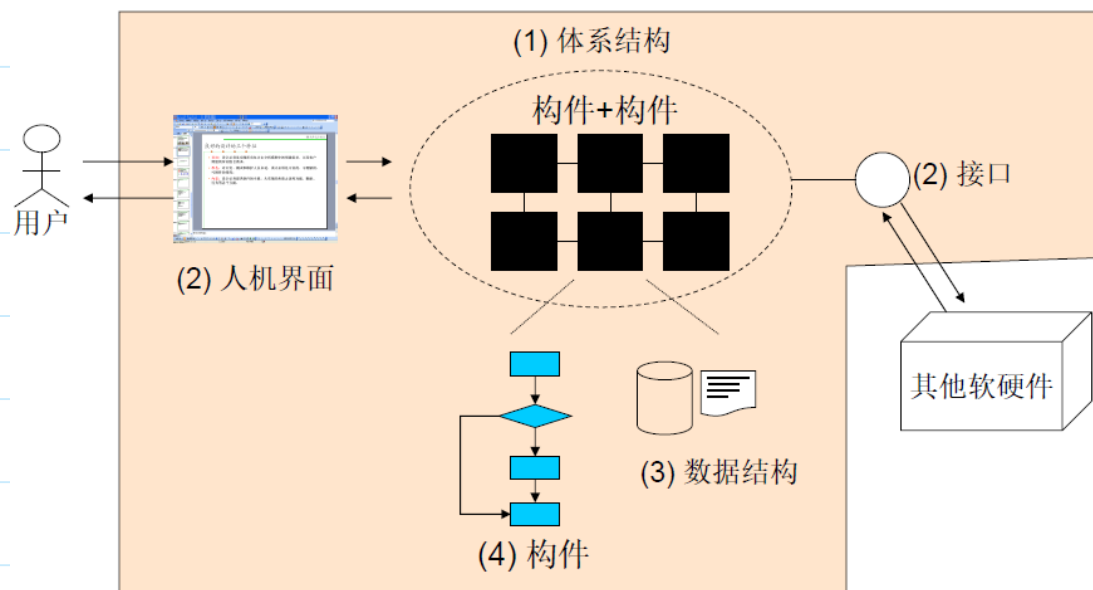 (1) 体系结构
构件+构件
用户
(2) 人机界面
(2) 接口
其他软硬件
(3) 数据结构
(4) 构件